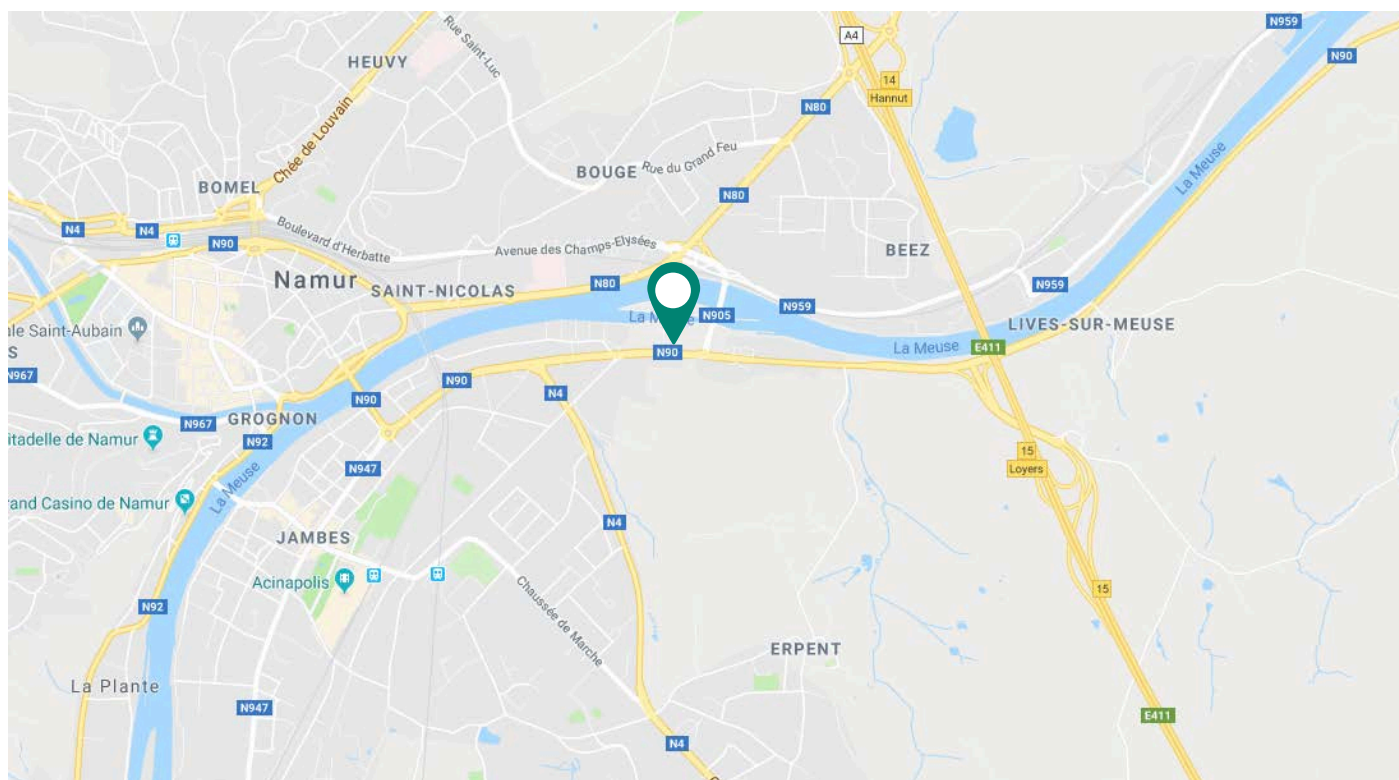 N959
A4
Rue Saint-Luc
N90
HEUVY
14
Hannut
Chée de Louvain
N80
BOUGE
Rue du Grand Feu
La Meuse
BOMEL
N80
N4
N4
Boulevard d'Herbatte
N90
Avenue des Champs-Elysées
BEEZ
Namur
SAINT-NICOLAS
N80
N959
N959
La Meuse
N905
ale Saint-Aubain
LIVES-SUR-MEUSE
S
N90
La Meuse
E411
N967
N90
N4
N90
N967
GROGNON
N92
itadelle de Namur
15
Loyers
N947
La Meuse
rand Casino de Namur
N4
JAMBES
Acinapolis
Chaussée de Marche
15
N92
ERPENT
La Plante
N947
E411
N4